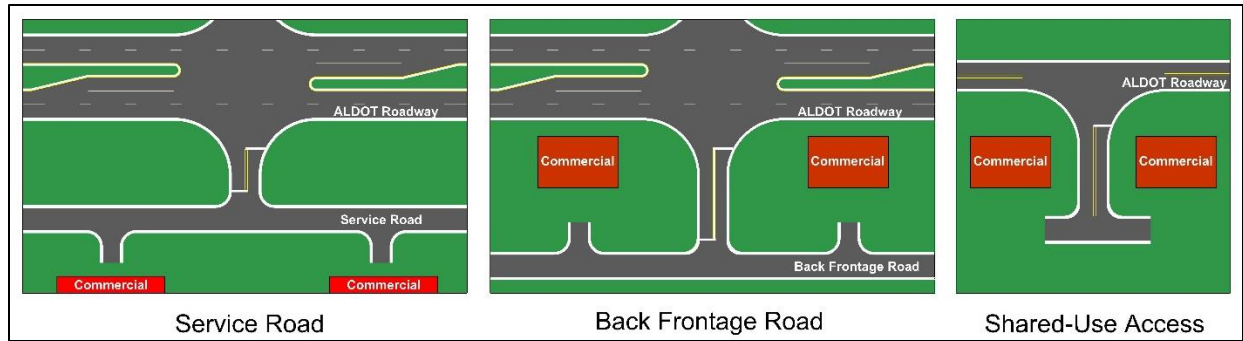 ALDOT Roadway
Service Road
Commercial
Commercial
Service Road
ALDOT Roadway
Commercial
Commercial
Back Frontage Road
Back Frontage Road
ALDOT Roadway
Commercial
Commercial
Shared-Use Access